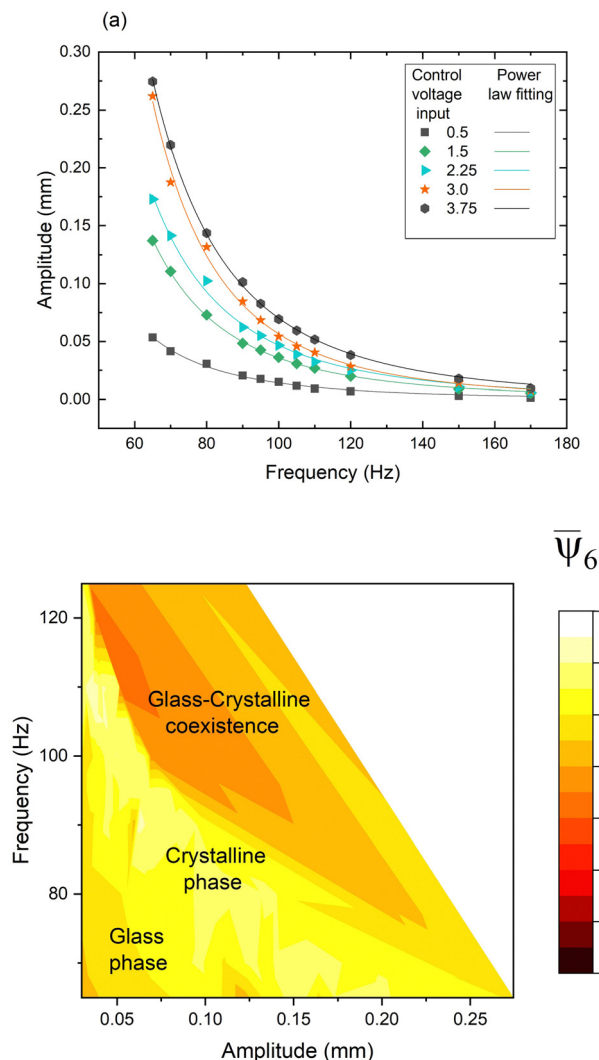 (a)
0.30
0.25
0.20
0.15
0.10
0.05
0.00
Amplitude (mm)
Control voltage input
Power law fitting
0.5
1.5
2.25
3.0
3.75
60 80 100 120 140 160 180
Frequency (Hz)
ψ̅6
120
100
80
Frequency (Hz)
Glass-Crystalline
coexistence
Crystalline
phase
Glass
phase
0.05 0.10 0.15 0.20 0.25
Amplitude (mm)